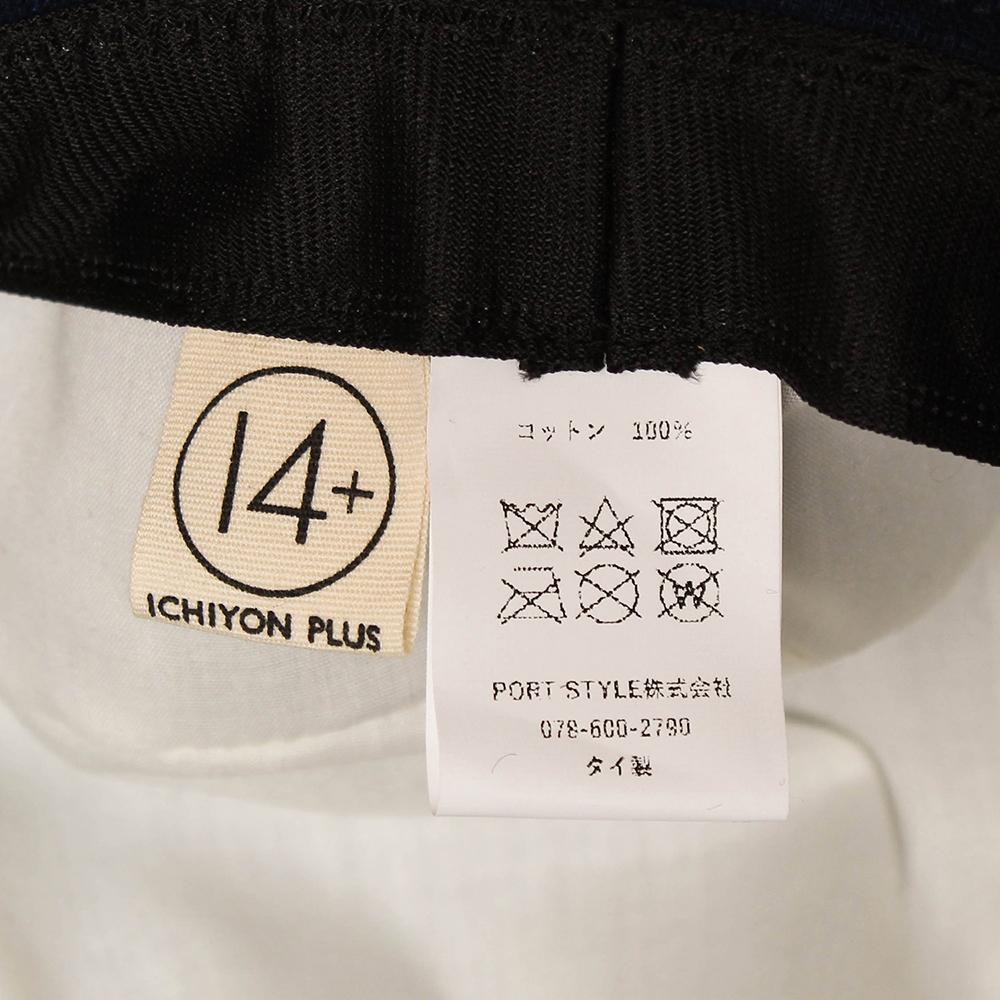 14+
ICHIYON PLUS
コットン 100%
W
PORT STYLE株式会社
078-600-2790
タイ製